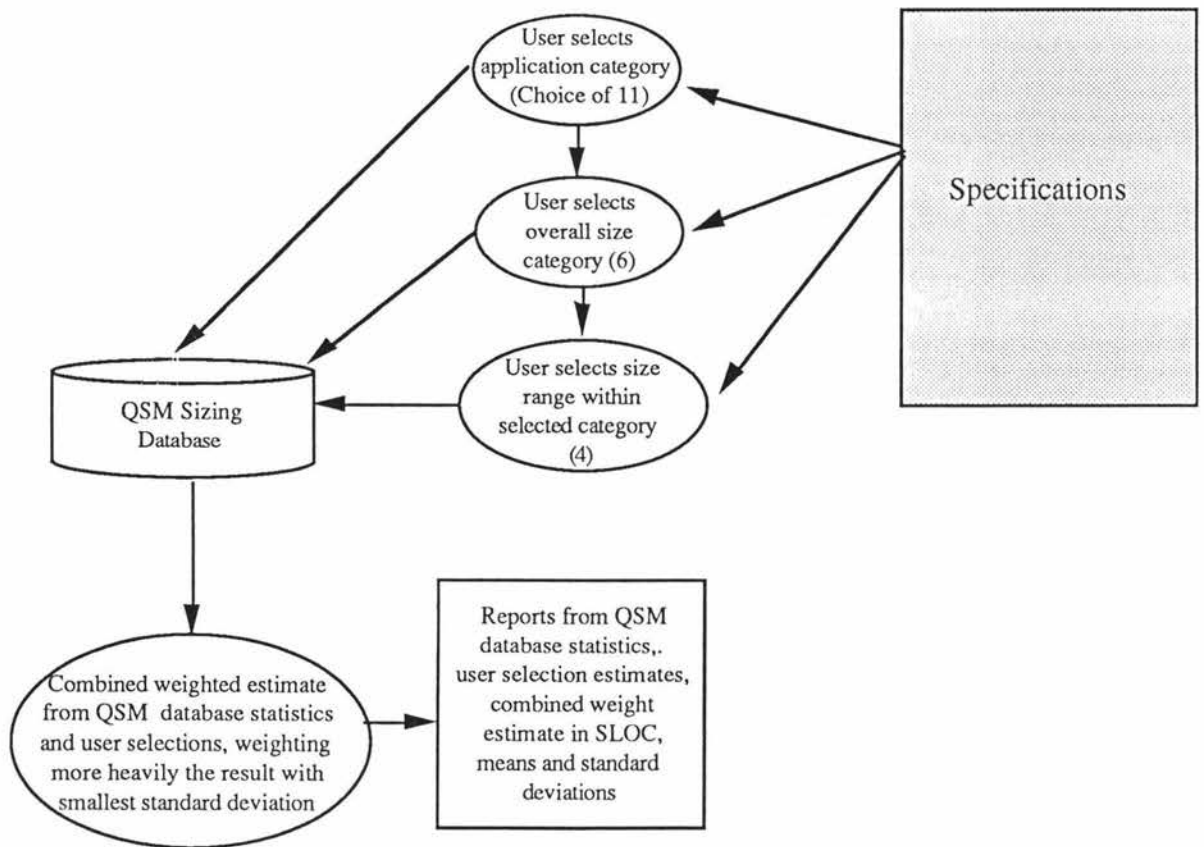 User selects
application category
(Choice of 11)
Specifications
User selects
overall size
category (6)
User selects size
range within
selected category
(4)
QSM Sizing
Database
Reports from QSM
database statistics,.
user selection estimates,
combined weight
estimate in SLOC,
means and standard
deviations
Combined weighted estimate
from QSM database statistics
and user selections, weighting
more heavily the result with
smallest standard deviation